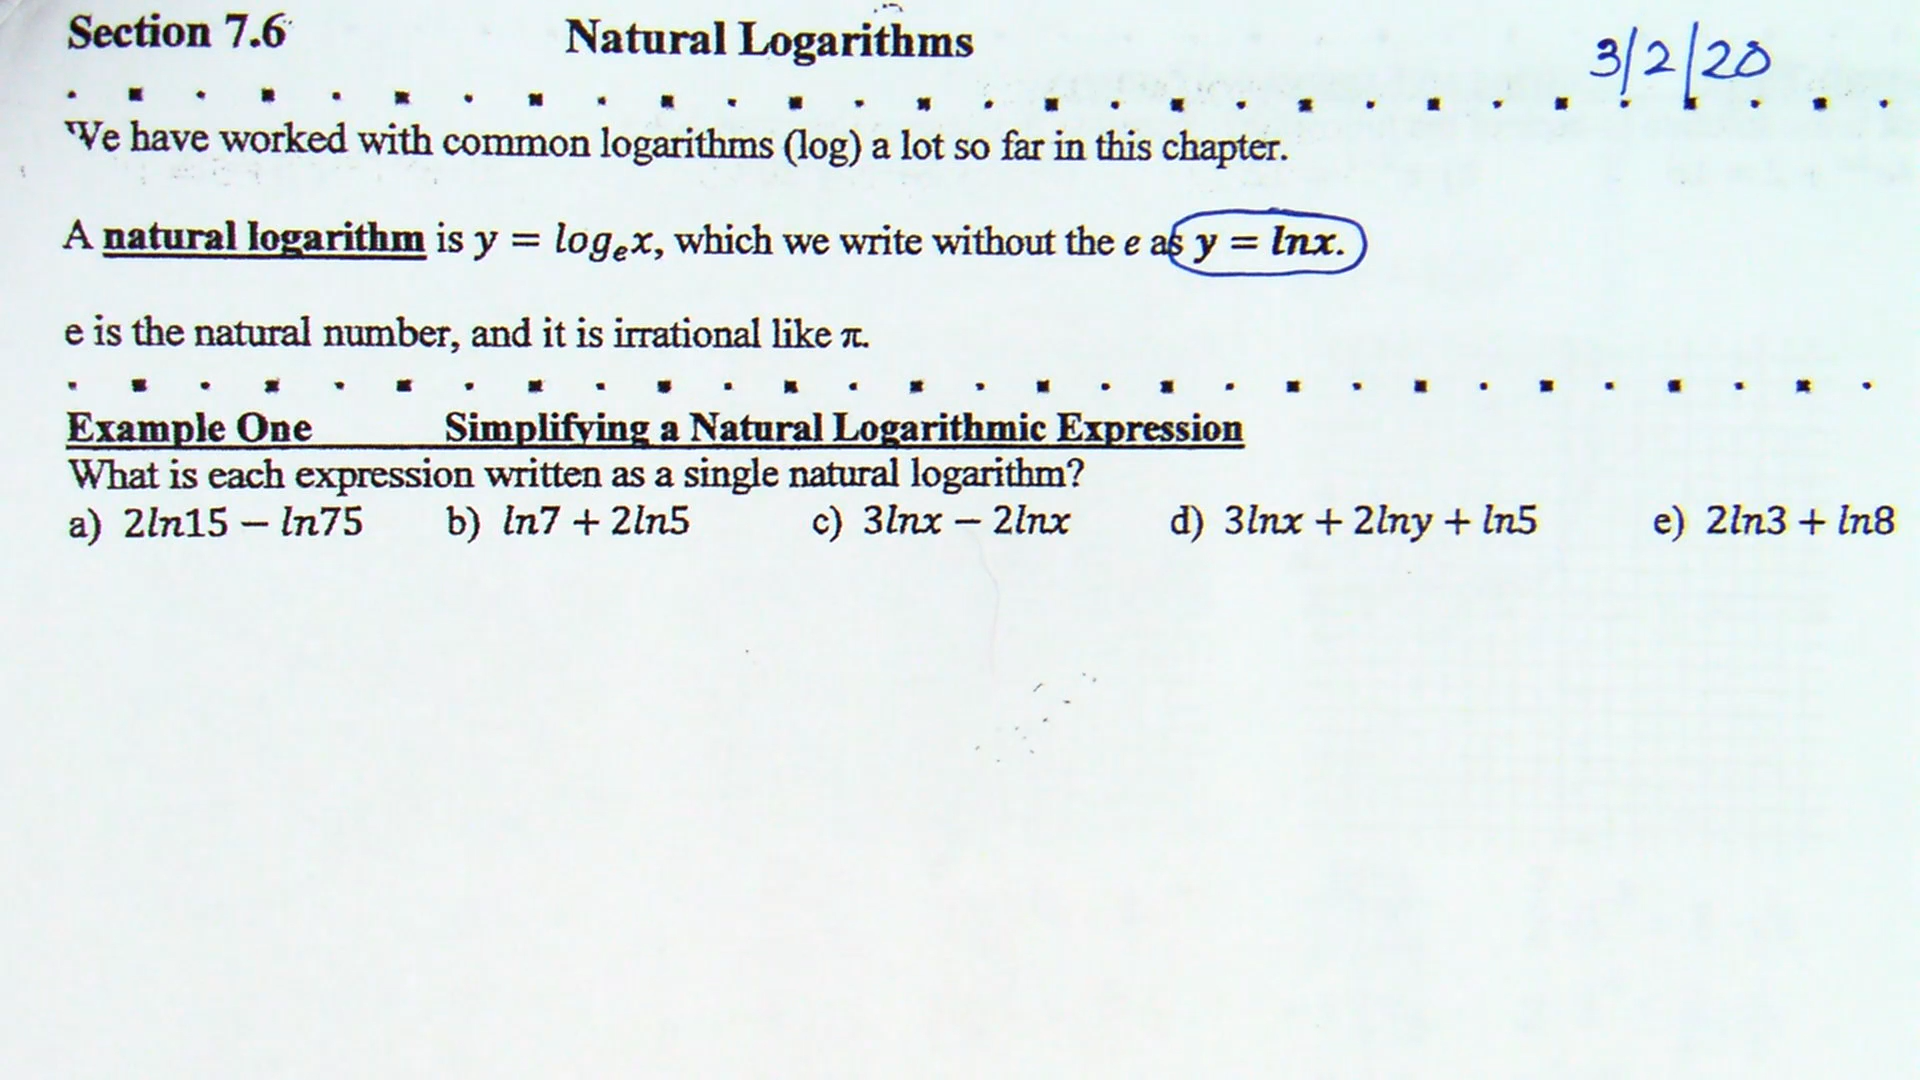 Section 7.6 Natural Logarithms 3/2/20
We have worked with common logarithms (log) a lot so far in this chapter.
A natural logarithm is y = logₑx, which we write without the e as y = lnx.
e is the natural number, and it is irrational like π.
Example One Simplifying a Natural Logarithmic Expression
What is each expression written as a single natural logarithm?
a) 2ln15 – ln75 b) ln7 + 2ln5 c) 3lnx – 2lnx d) 3lnx + 2lny + ln5 e) 2ln3 + ln8